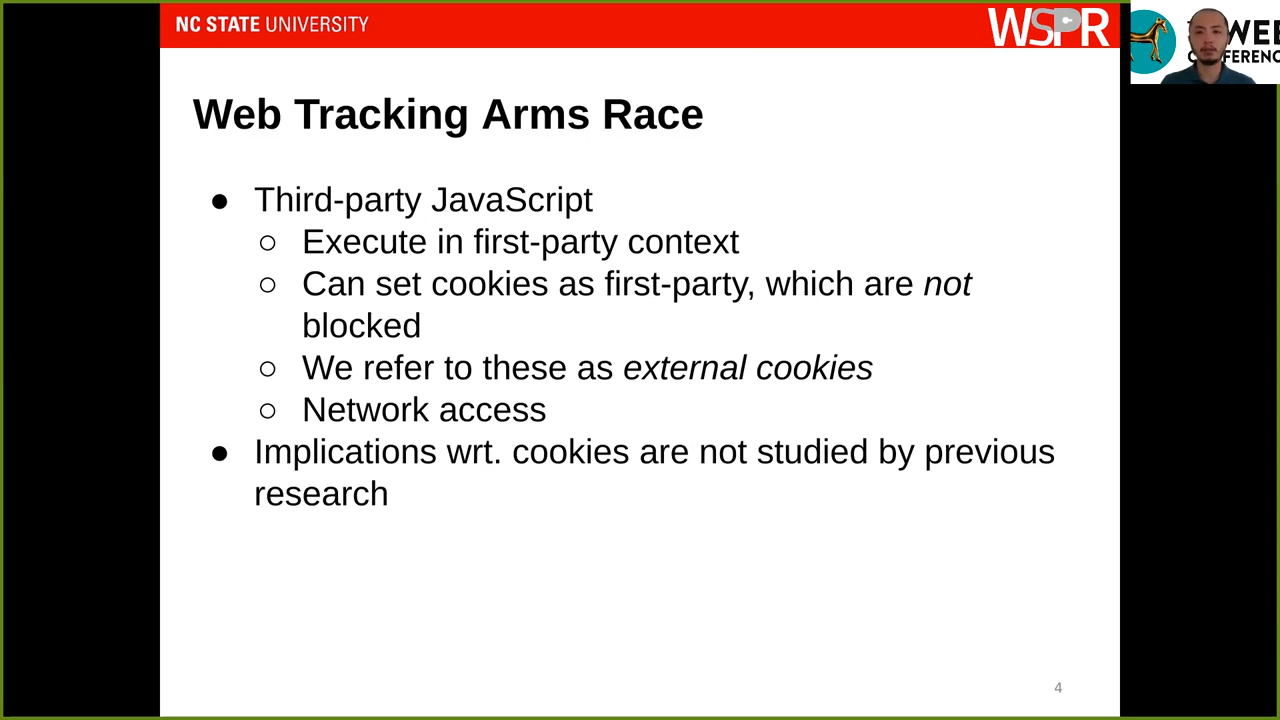 NC STATE UNIVERSITY
WSPR
Web Tracking Arms Race
● Third-party JavaScript
○ Execute in first-party context
○ Can set cookies as first-party, which are not
blocked
○ We refer to these as external cookies
○ Network access
● Implications wrt. cookies are not studied by previous
research
4